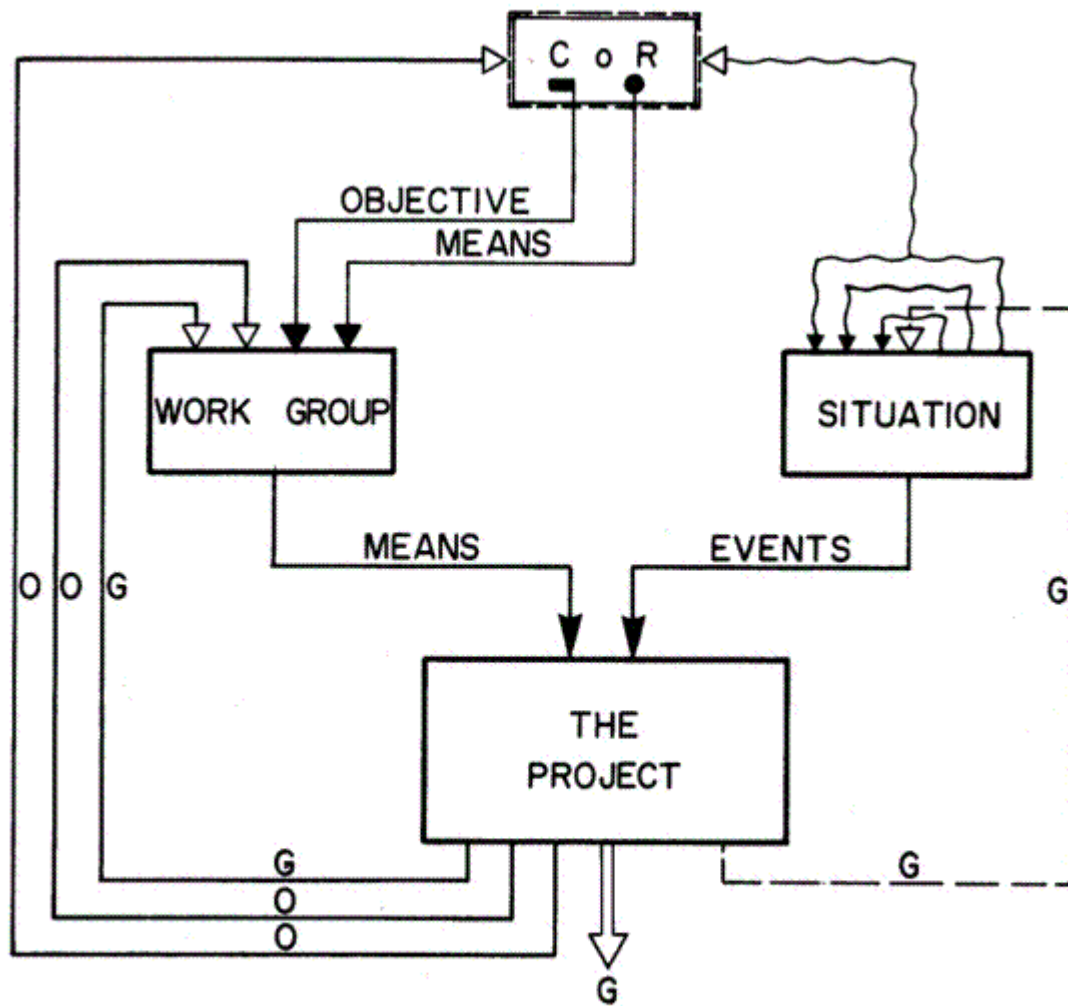 C o R
OBJECTIVE
MEANS
WORK GROUP
SITUATION
MEANS
EVENTS
O O G
G
THE
PROJECT
G
G
O
O
G